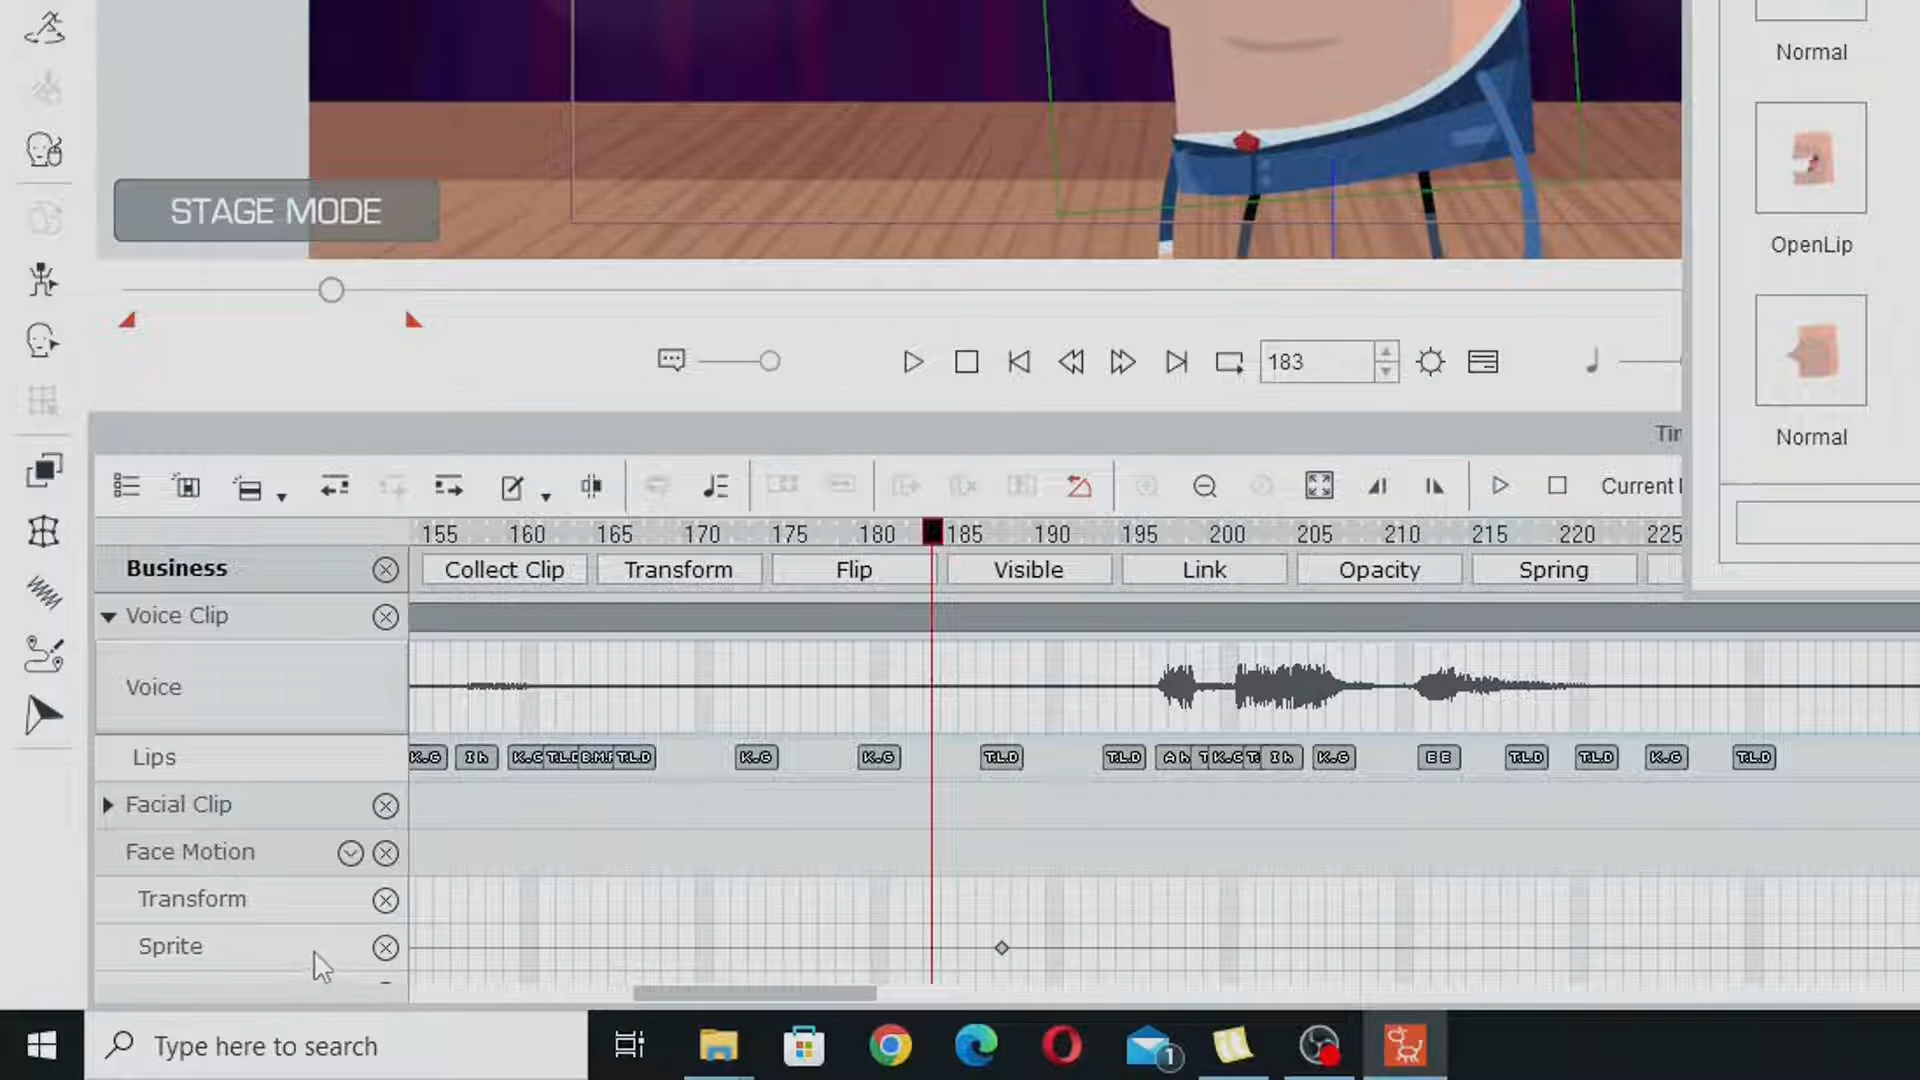 Normal
OpenLip
Normal
STAGE MODE
183
Current
155 160 165 170 175 180 185 190 195 200 205 210 215 220 225
Business
Collect Clip Transform Flip Visible Link Opacity Spring
Voice Clip
Voice
Lips
K.G I h K.G T.L.D B.M.P T.L.D K.G K.G T.L.D T.L.D A h T K.G T. I h K.G E E T.L.D T.L.D K.G T.L.D
Facial Clip
Face Motion
Transform
Sprite
Type here to search
1